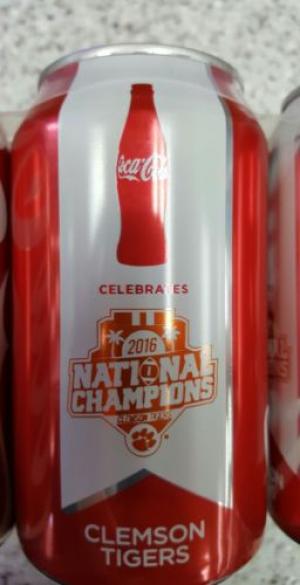 Coca-Cola
CELEBRATES
2016
NATIONAL
CHAMPIONS
CLEMSON
TIGERS